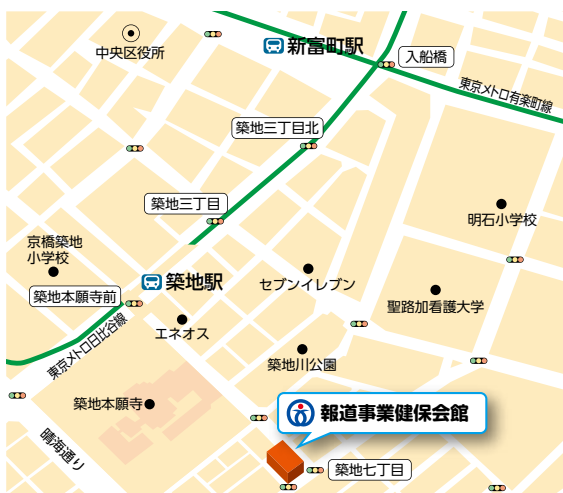 中央区役所
新富町駅
入船橋
東京メトロ有楽町線
築地三丁目北
築地三丁目
明石小学校
京橋築地
小学校
築地駅
セブンイレブン
築地本願寺前
聖路加看護大学
エネオス
東京メトロ日比谷線
築地川公園
築地本願寺
報道事業健保会館
晴海通り
築地七丁目